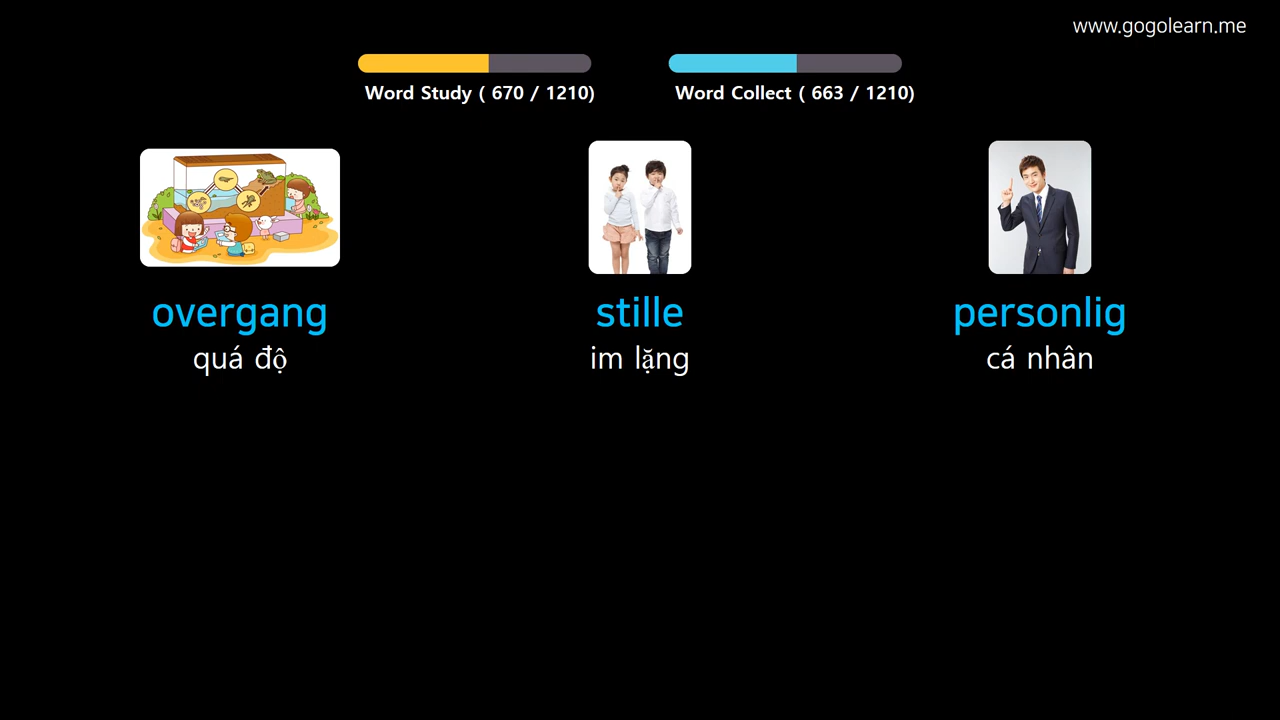 www.gogolearn.me
Word Study ( 670 / 1210)
Word Collect ( 663 / 1210)
overgang
stille
personlig
quá độ
im lặng
cá nhân